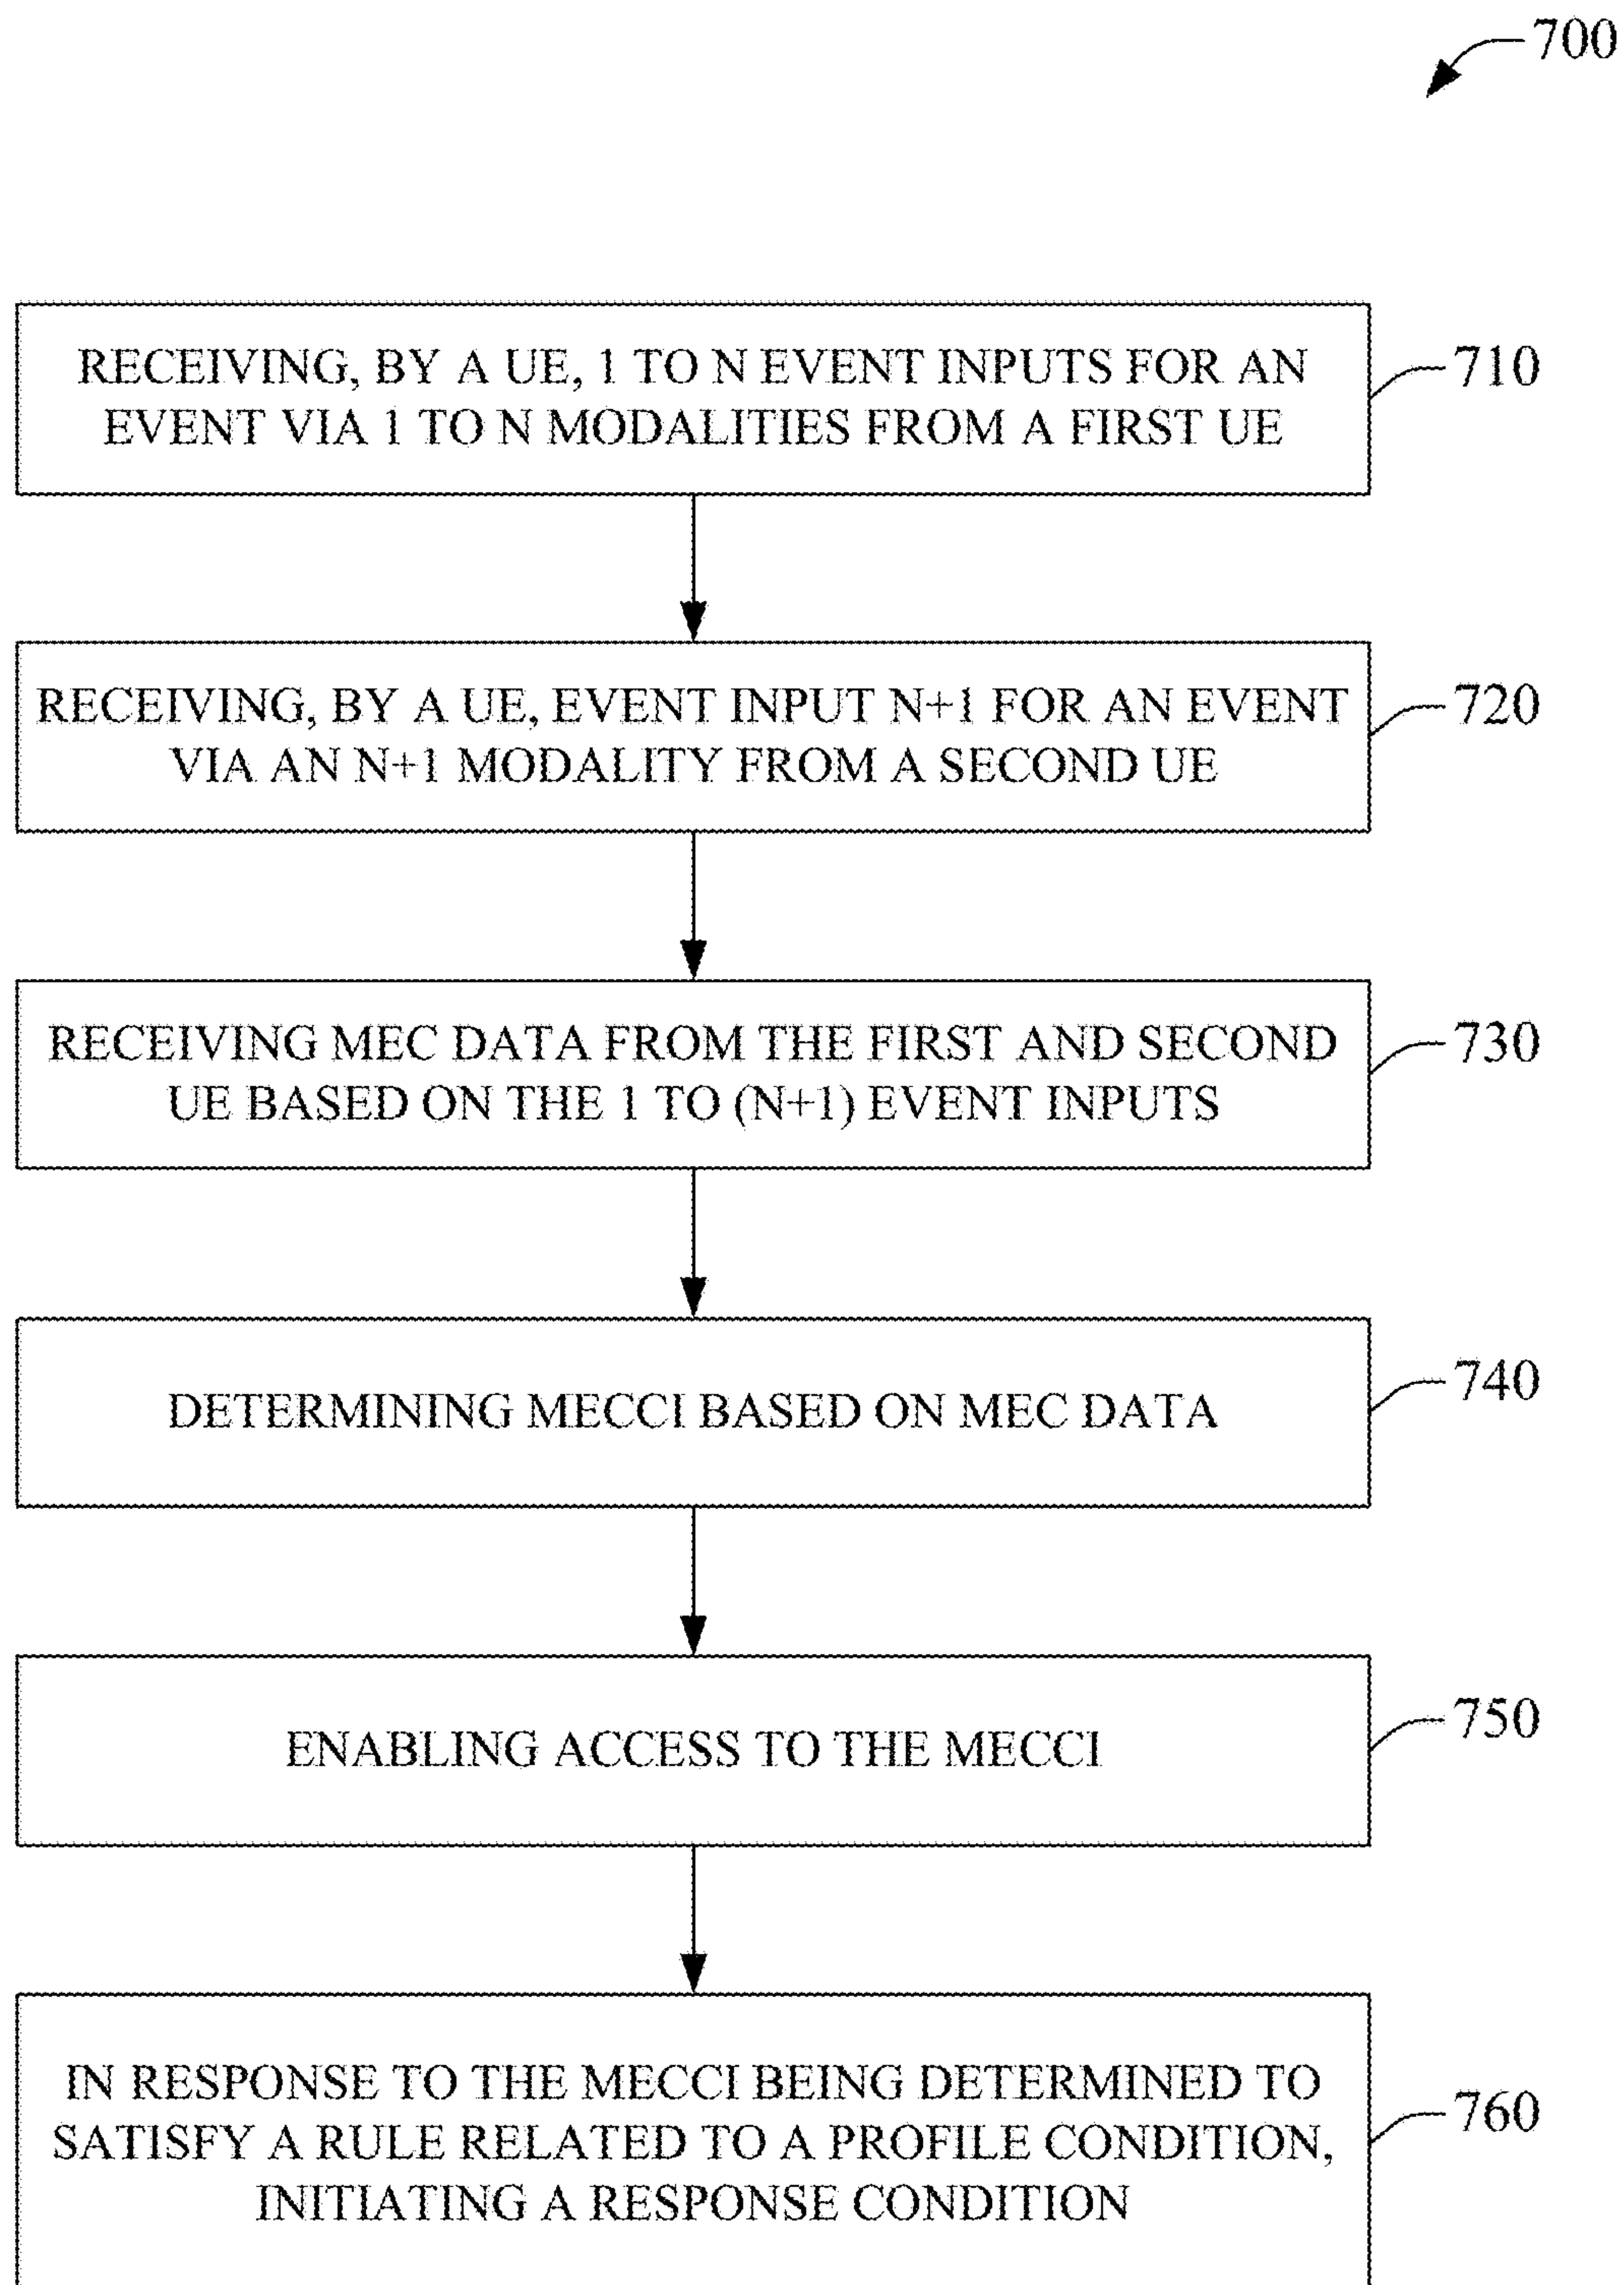 700
RECEIVING, BY A UE, 1 TO N EVENT INPUTS FOR AN
EVENT VIA 1 TO N MODALITIES FROM A FIRST UE
710
RECEIVING, BY A UE, EVENT INPUT N+1 FOR AN EVENT
VIA AN N+1 MODALITY FROM A SECOND UE
720
RECEIVING MEC DATA FROM THE FIRST AND SECOND
UE BASED ON THE 1 TO (N+1) EVENT INPUTS
730
DETERMINING MECCI BASED ON MEC DATA
740
ENABLING ACCESS TO THE MECCI
750
IN RESPONSE TO THE MECCI BEING DETERMINED TO
SATISFY A RULE RELATED TO A PROFILE CONDITION,
INITIATING A RESPONSE CONDITION
760